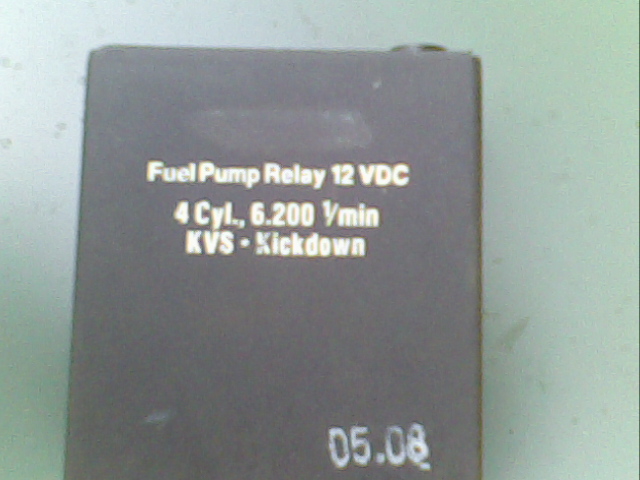 Fuel Pump Relay 12 VDC
4 Cyl., 6.200 1/min
KVS - Kickdown
05.08